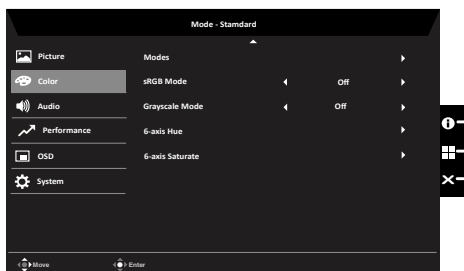 Mode - Stamdard
Picture
Modes
Color
sRGB Mode
Off
Audio
Grayscale Mode
Off
Performance
6-axis Hue
OSD
6-axis Saturate
System
Move
Enter